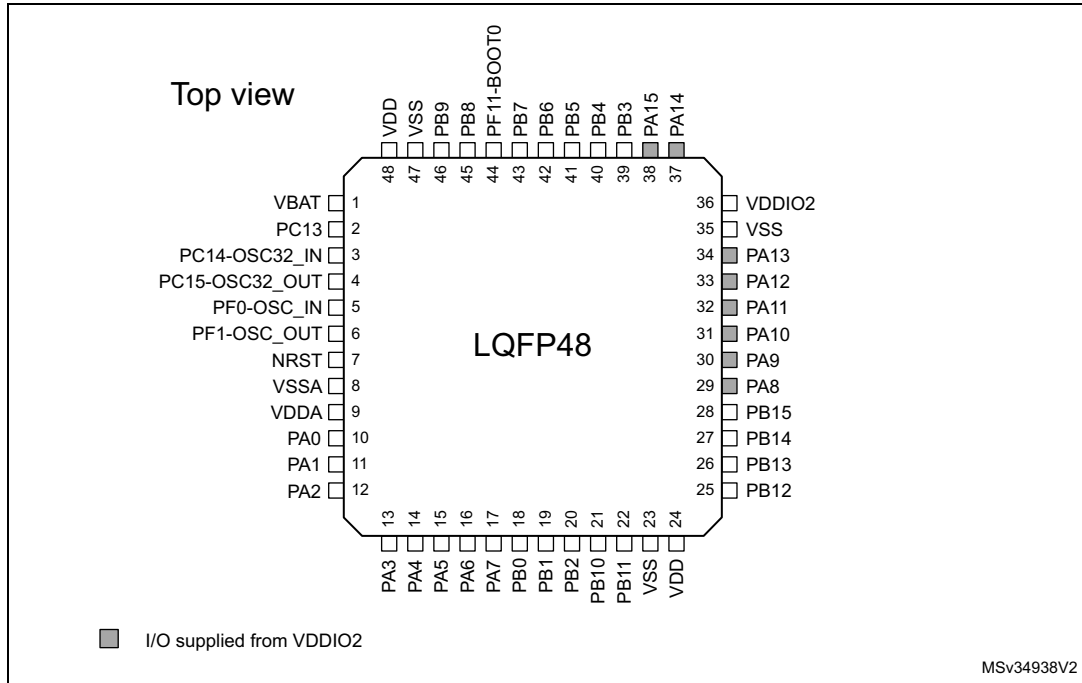 Top view
VDD
VSS
PB9
PB8
PF11-BOOT0
PB7
PB6
PB5
PB4
PB3
PA15
PA14
48
47
46
45
44
43
42
41
40
39
38
37
VBAT 1
PC13 2
PC14-OSC32_IN 3
PC15-OSC32_OUT 4
PF0-OSC_IN 5
PF1-OSC_OUT 6
NRST 7
VSSA 8
VDDA 9
PA0 10
PA1 11
PA2 12
LQFP48
36 VDDIO2
35 VSS
34 PA13
33 PA12
32 PA11
31 PA10
30 PA9
29 PA8
28 PB15
27 PB14
26 PB13
25 PB12
13
14
15
16
17
18
19
20
21
22
23
24
PA3
PA4
PA5
PA6
PA7
PB0
PB1
PB2
PB10
PB11
VSS
VDD
I/O supplied from VDDIO2
MSv34938V2